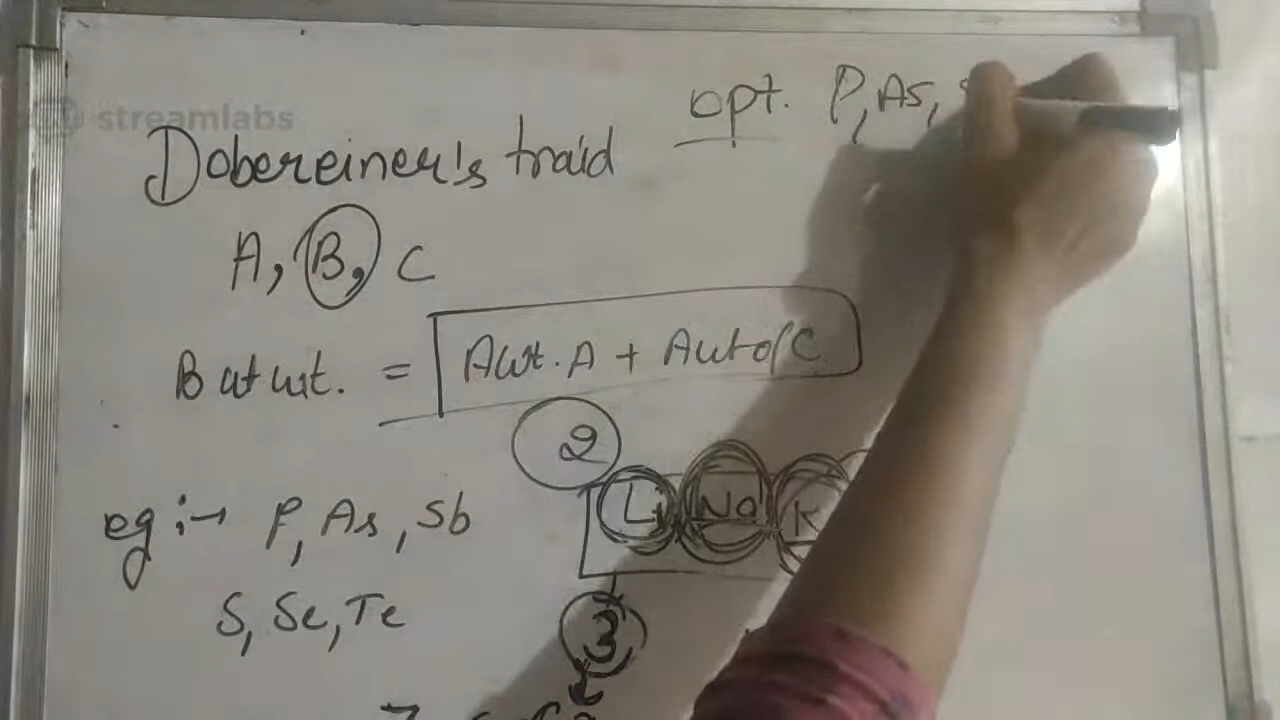 streamlabs
opt. P, As,
Dobereiner's traid
A, B, C
B at wt. = Awt. A + Awt of C
2
Li Na K
eg :→ P, As, Sb
S, Se, Te
3